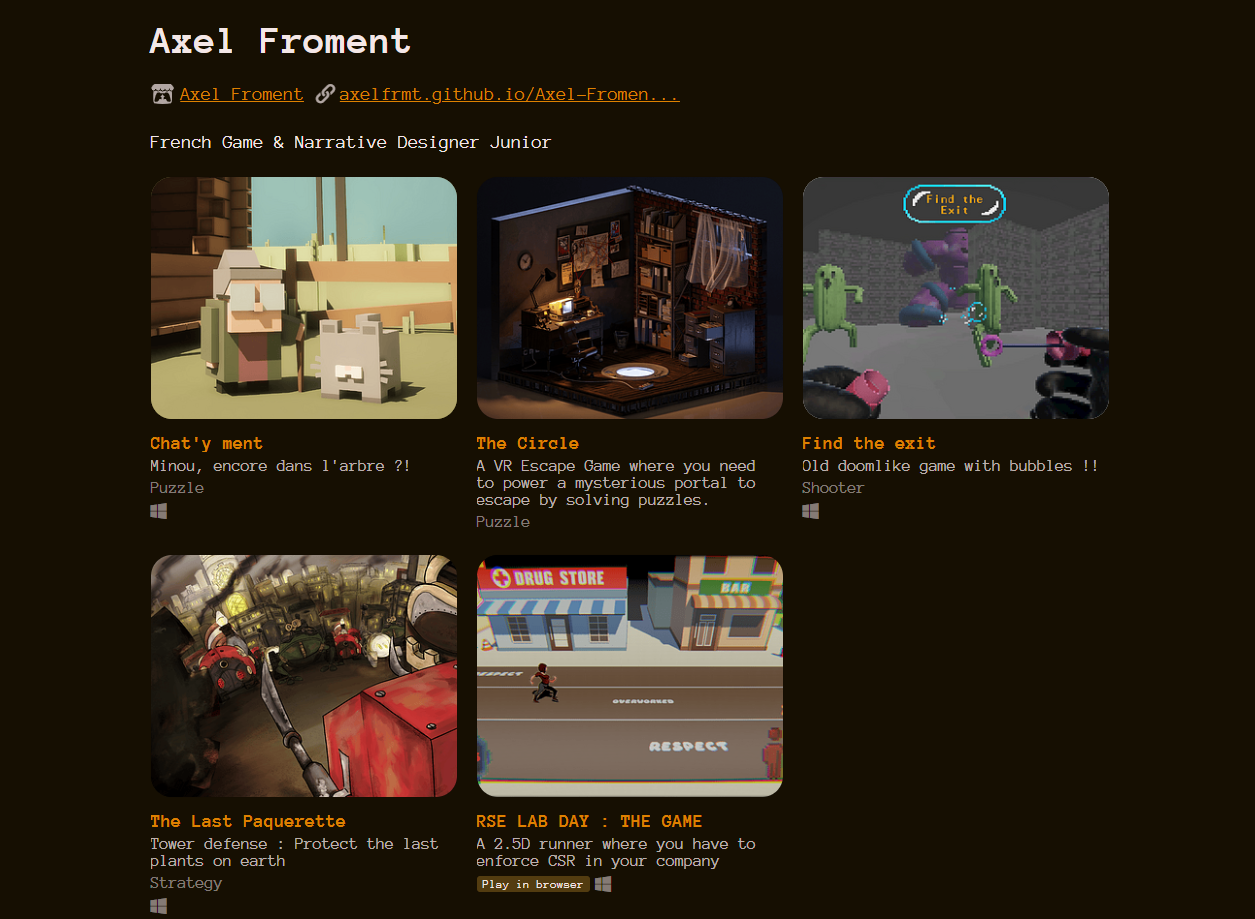 Axel Froment
Axel Froment axelfrmt.github.io/Axel-Fromen...
French Game & Narrative Designer Junior
Find the
Exit
Chat'y ment
Minou, encore dans l'arbre ?!
Puzzle
The Circle
A VR Escape Game where you need
to power a mysterious portal to
escape by solving puzzles.
Puzzle
Find the exit
Old doomlike game with bubbles !!
Shooter
DRUG STORE
BAR
RESPECT
OVERWORKED
RESPECT
The Last Paquerette
Tower defense : Protect the last
plants on earth
Strategy
RSE LAB DAY : THE GAME
A 2.5D runner where you have to
enforce CSR in your company
Play in browser